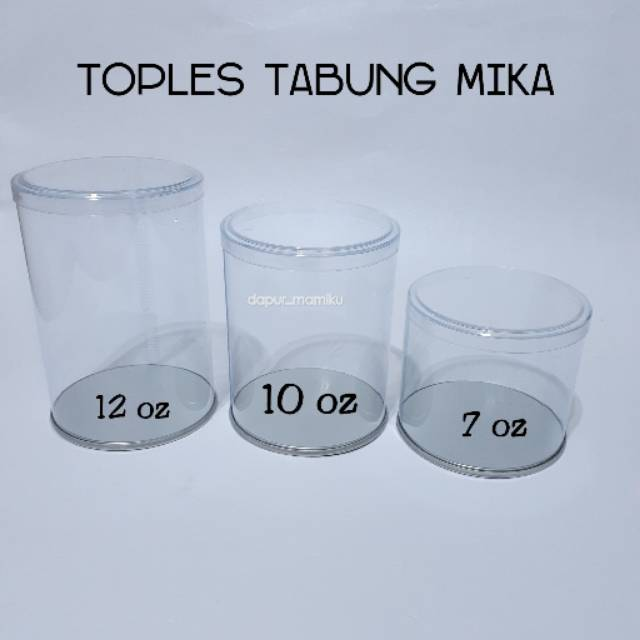 TOPLES TABUNG MIKA
dapur_mamiku
12 oz
10 oz
7 oz